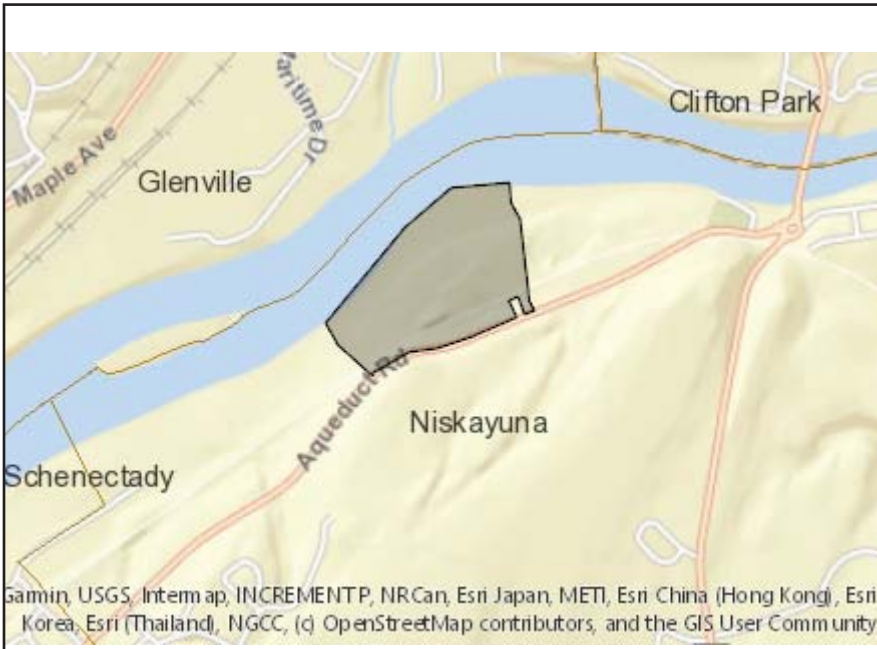 Clifton Park
Maritime Dr
Maple Ave
Glenville
Aqueduct Rd
Niskayuna
Schenectady
Garmin, USGS, Intermap, INCREMENT P, NRCan, Esri Japan, METI, Esri China (Hong Kong), Esri
Korea, Esri (Thailand), NGCC, (c) OpenStreetMap contributors, and the GIS User Community